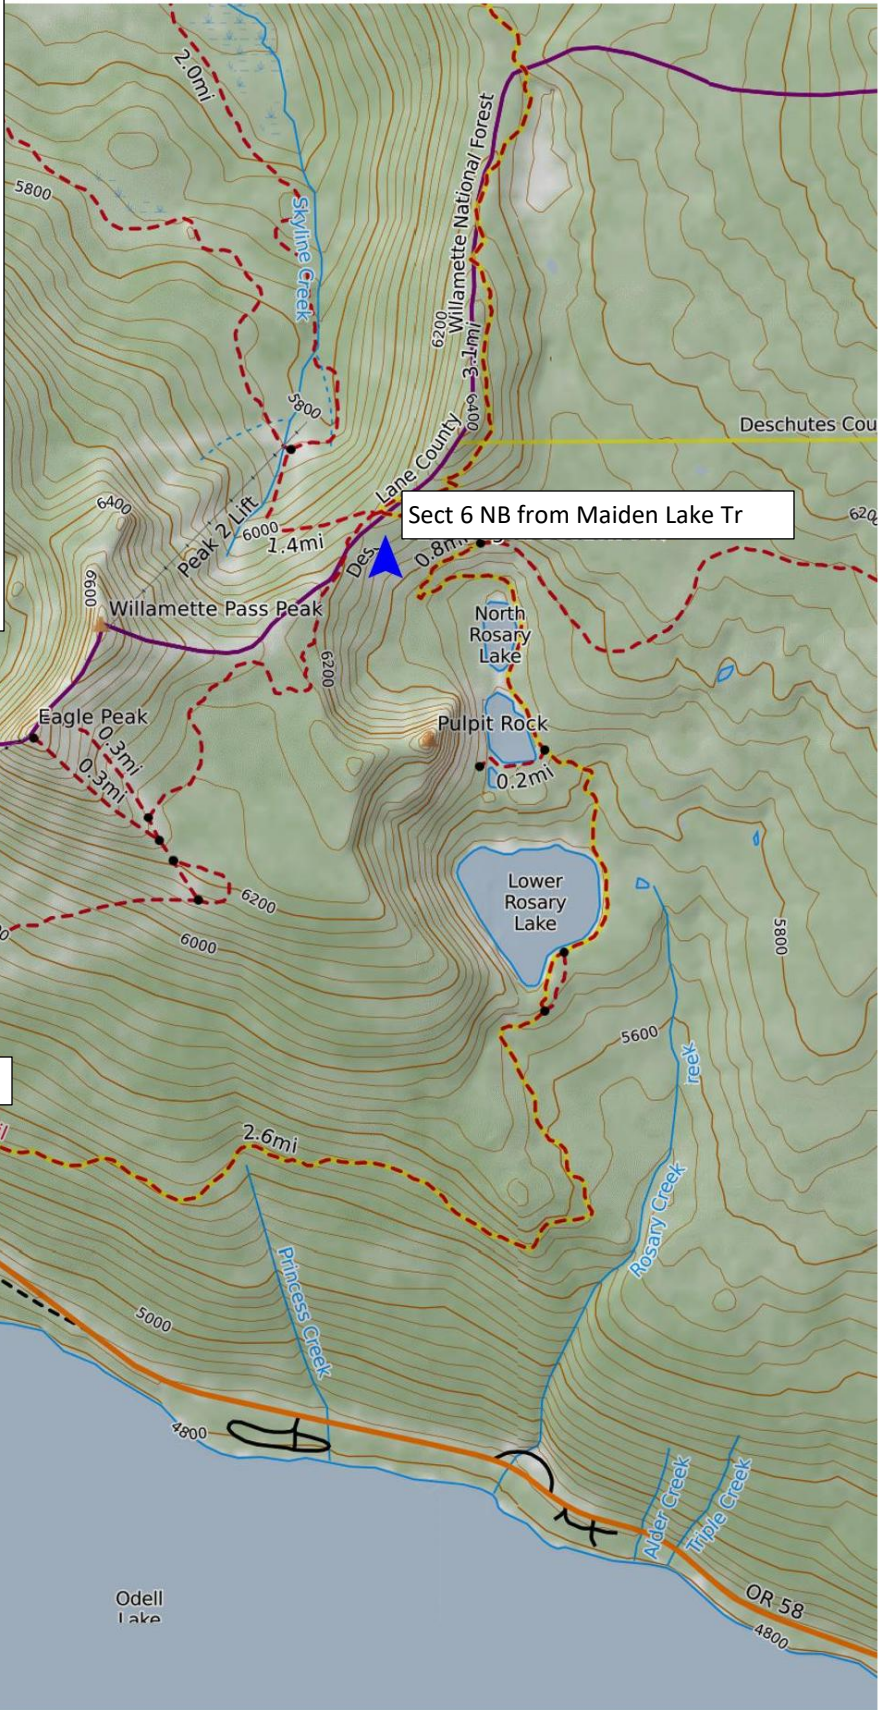 2.0mi
Willamette National Forest
5800
Skyline Creek
6200
3.1mi
5800
6400
Deschutes Cou
Lane County
6400
Peak 2 Lift
6000
Sect 6 NB from Maiden Lake Tr
620
1.4mi
Des
0.8mi
6600
Willamette Pass Peak
North
Rosary
Lake
6200
Eagle Peak
Pulpit Rock
0.3mi
0.3mi
0.2mi
Lower
Rosary
Lake
6200
6000
5800
5600
reek
2.6mi
Rosary Creek
Princess Creek
5000
4800
Alder Creek
Triple Creek
OR 58
4800
Odell
Lake